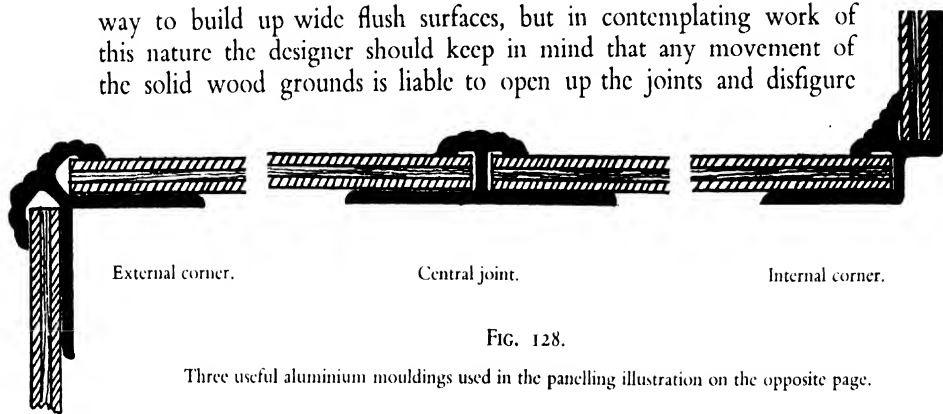 way to build up wide flush surfaces, but in contemplating work of
this nature the designer should keep in mind that any movement of
the solid wood grounds is liable to open up the joints and disfigure
External corner. Central joint. Internal corner.
FIG. 128.
Three useful aluminium mouldings used in the panelling illustration on the opposite page.